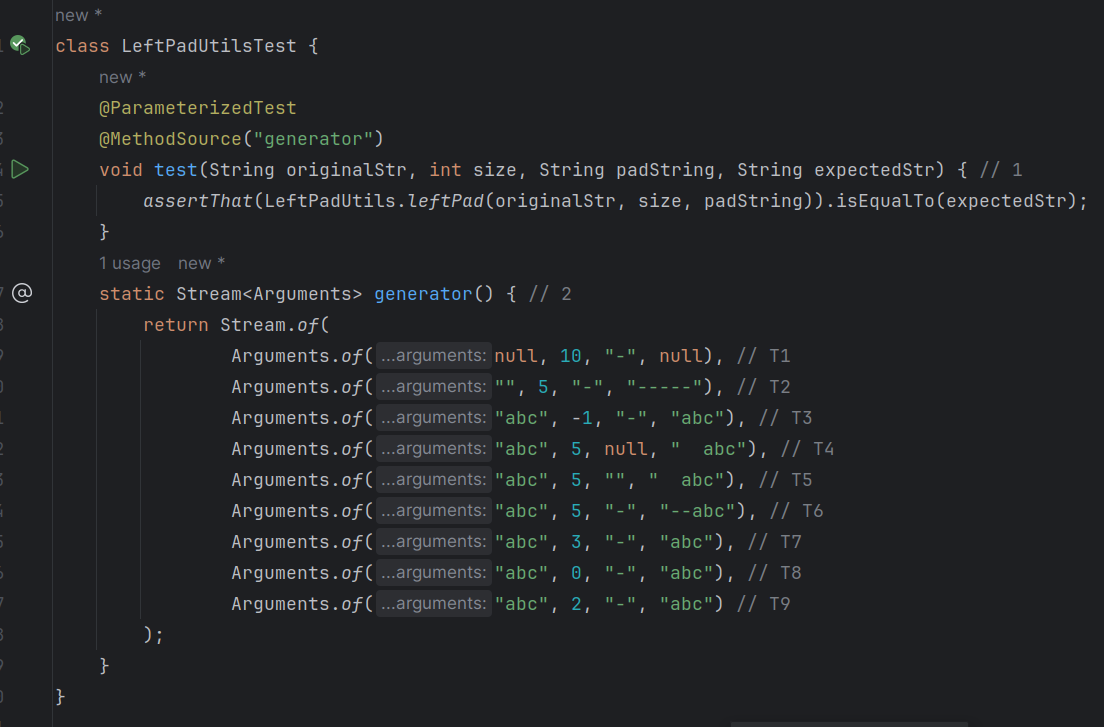 new *
class LeftPadUtilsTest {
new *
@ParameterizedTest
@MethodSource("generator")
void test(String originalStr, int size, String padString, String expectedStr) { // 1
assertThat(LeftPadUtils.leftPad(originalStr, size, padString)).isEqualTo(expectedStr);
}
1 usage new *
static Stream<Arguments> generator() { // 2
return Stream.of(
Arguments.of( ...arguments: null, 10, "-", null), // T1
Arguments.of( ...arguments: "", 5, "-", "-----"), // T2
Arguments.of( ...arguments: "abc", -1, "-", "abc"), // T3
Arguments.of( ...arguments: "abc", 5, null, "  abc"), // T4
Arguments.of( ...arguments: "abc", 5, "", "  abc"), // T5
Arguments.of( ...arguments: "abc", 5, "-", "--abc"), // T6
Arguments.of( ...arguments: "abc", 3, "-", "abc"), // T7
Arguments.of( ...arguments: "abc", 0, "-", "abc"), // T8
Arguments.of( ...arguments: "abc", 2, "-", "abc") // T9
);
}
}